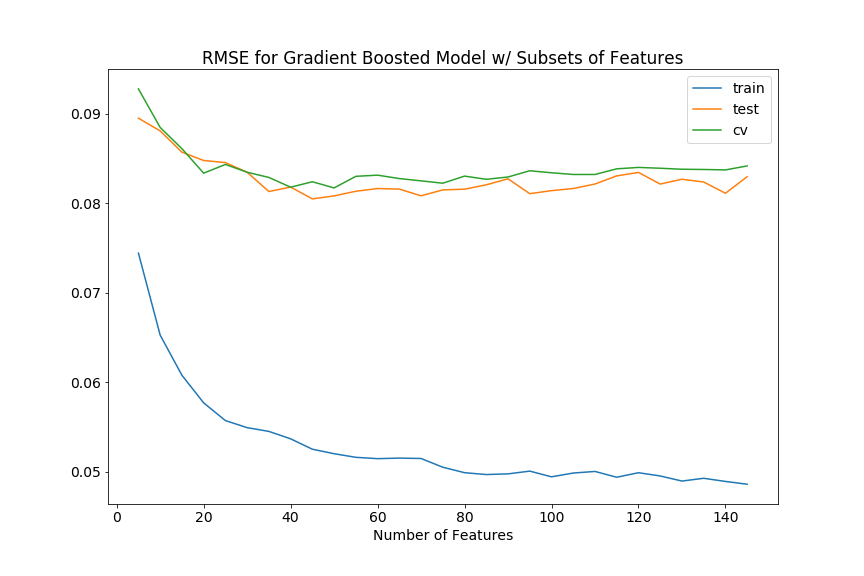 RMSE for Gradient Boosted Model w/ Subsets of Features
train
test
cv
0.09
0.08
0.07
0.06
0.05
0 20 40 60 80 100 120 140
Number of Features